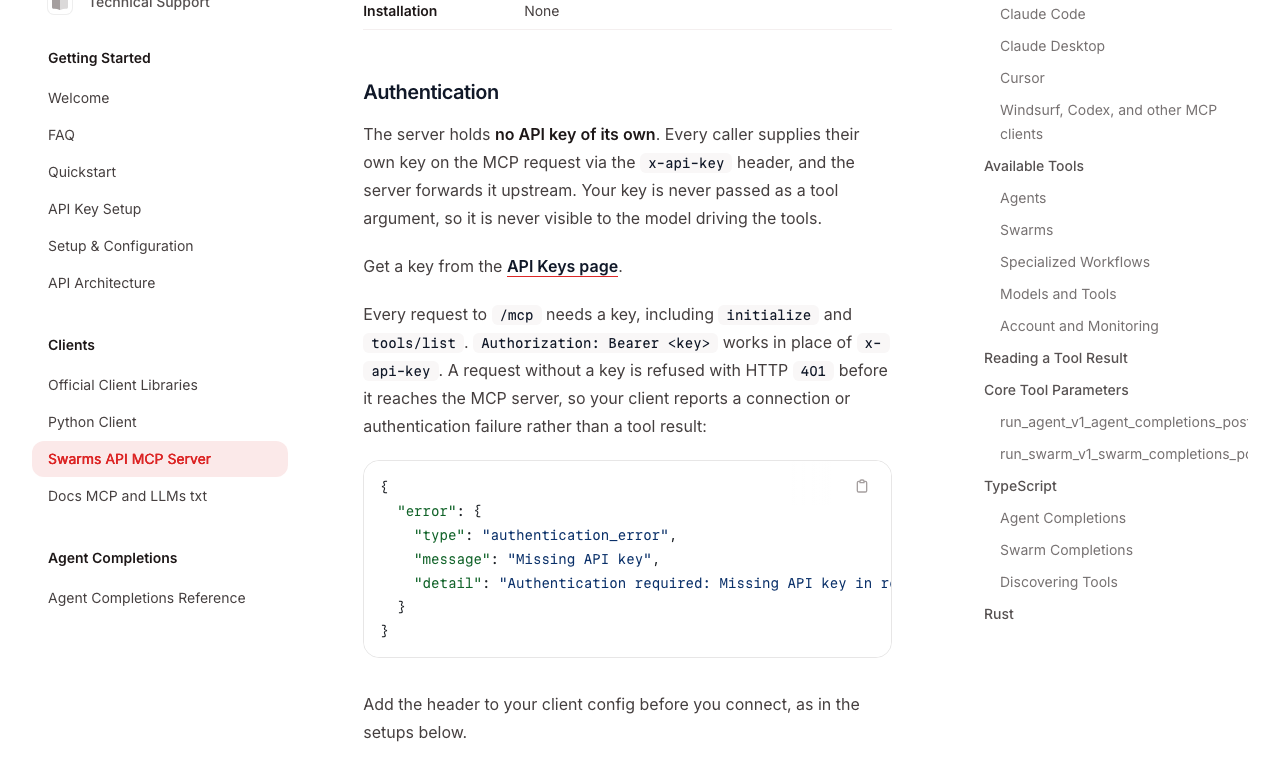 Technical Support
Getting Started
Welcome
FAQ
Quickstart
API Key Setup
Setup & Configuration
API Architecture
Clients
Official Client Libraries
Python Client
Swarms API MCP Server
Docs MCP and LLMs txt
Agent Completions
Agent Completions Reference
Installation None
Authentication
The server holds no API key of its own. Every caller supplies their
own key on the MCP request via the x-api-key header, and the
server forwards it upstream. Your key is never passed as a tool
argument, so it is never visible to the model driving the tools.
Get a key from the API Keys page.
Every request to /mcp needs a key, including initialize and
tools/list . Authorization: Bearer <key> works in place of x-
api-key . A request without a key is refused with HTTP 401 before
it reaches the MCP server, so your client reports a connection or
authentication failure rather than a tool result:
{
"error": {
"type": "authentication_error",
"message": "Missing API key",
"detail": "Authentication required: Missing API key in
}
}
Add the header to your client config before you connect, as in the
setups below.
Claude Code
Claude Desktop
Cursor
Windsurf, Codex, and other MCP
clients
Available Tools
Agents
Swarms
Specialized Workflows
Models and Tools
Account and Monitoring
Reading a Tool Result
Core Tool Parameters
run_agent_v1_agent_completions_post
run_swarm_v1_swarm_completions_po
TypeScript
Agent Completions
Swarm Completions
Discovering Tools
Rust